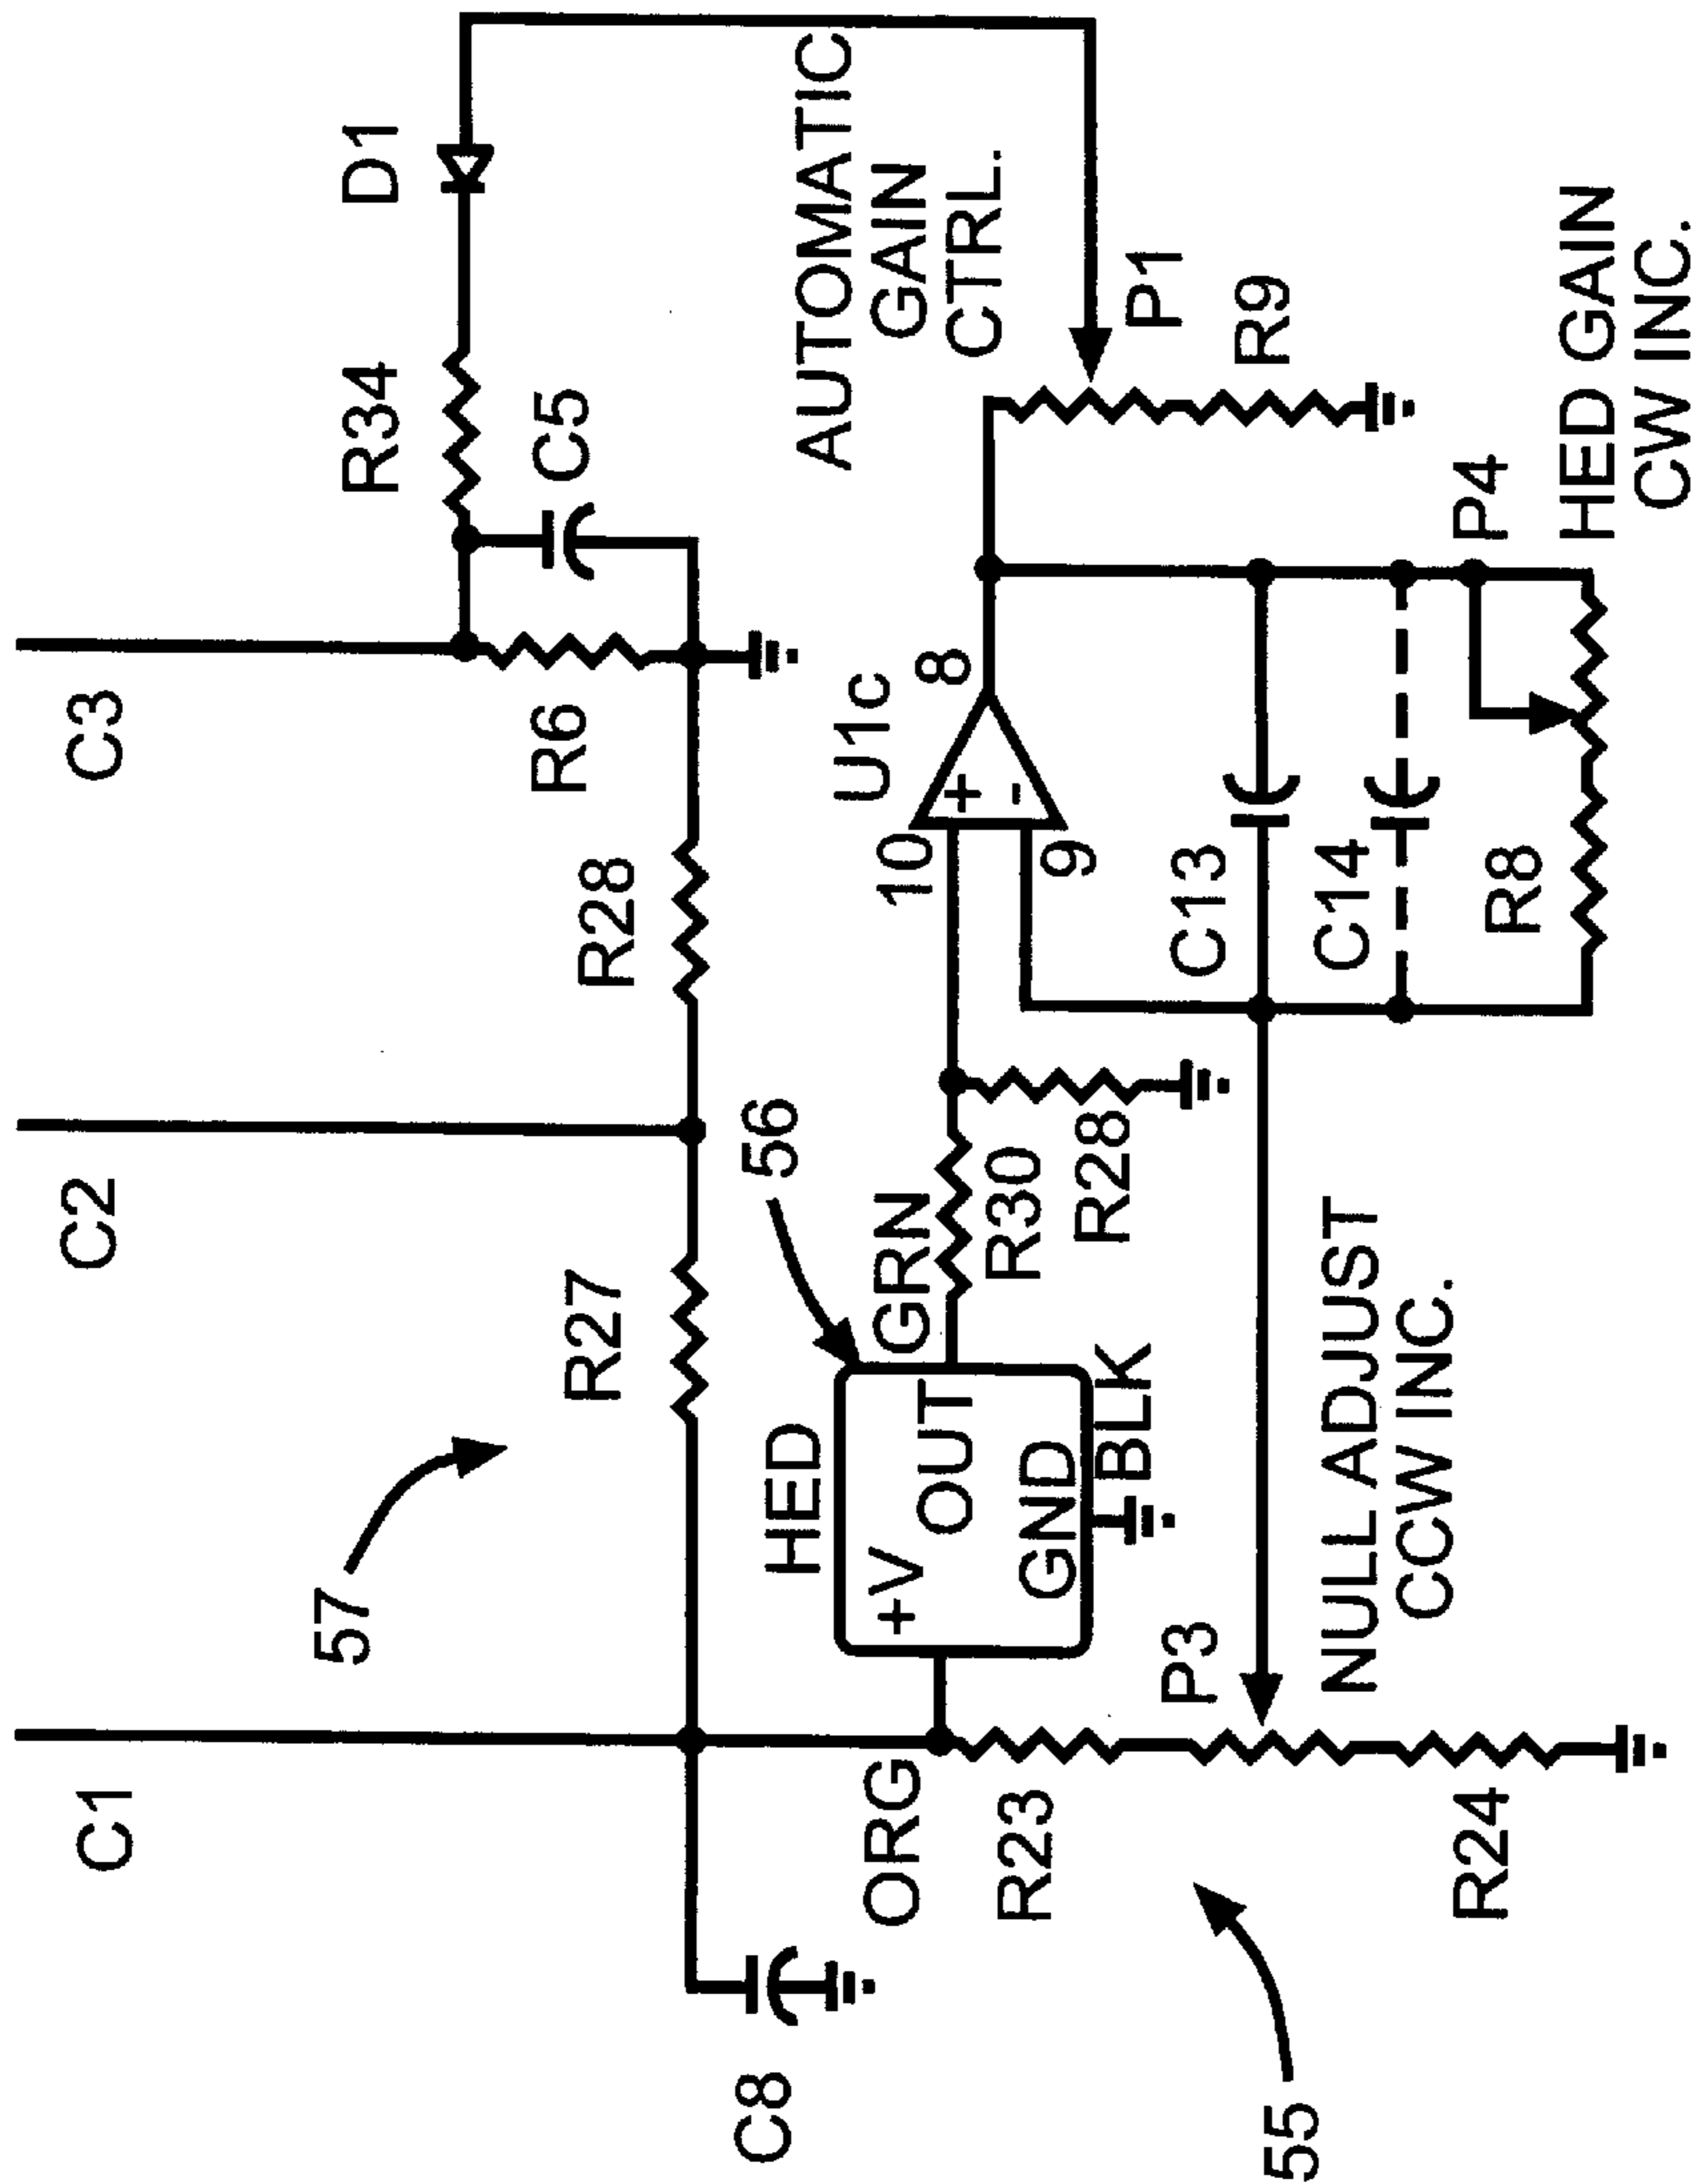 C1
C2
C3
D1
R34
C5
R6
R28
R27
57
C8
56
HED
+V
OUT
GND
ORG
GRN
BLK
R30
R28
10
9
U1c
+
-
8
AUTOMATIC
GAIN
CTRL.
P1
R9
R23
P3
NULL ADJUST
CCW INC.
R24
C13
C14
R8
P4
HED GAIN
CW INC.
55